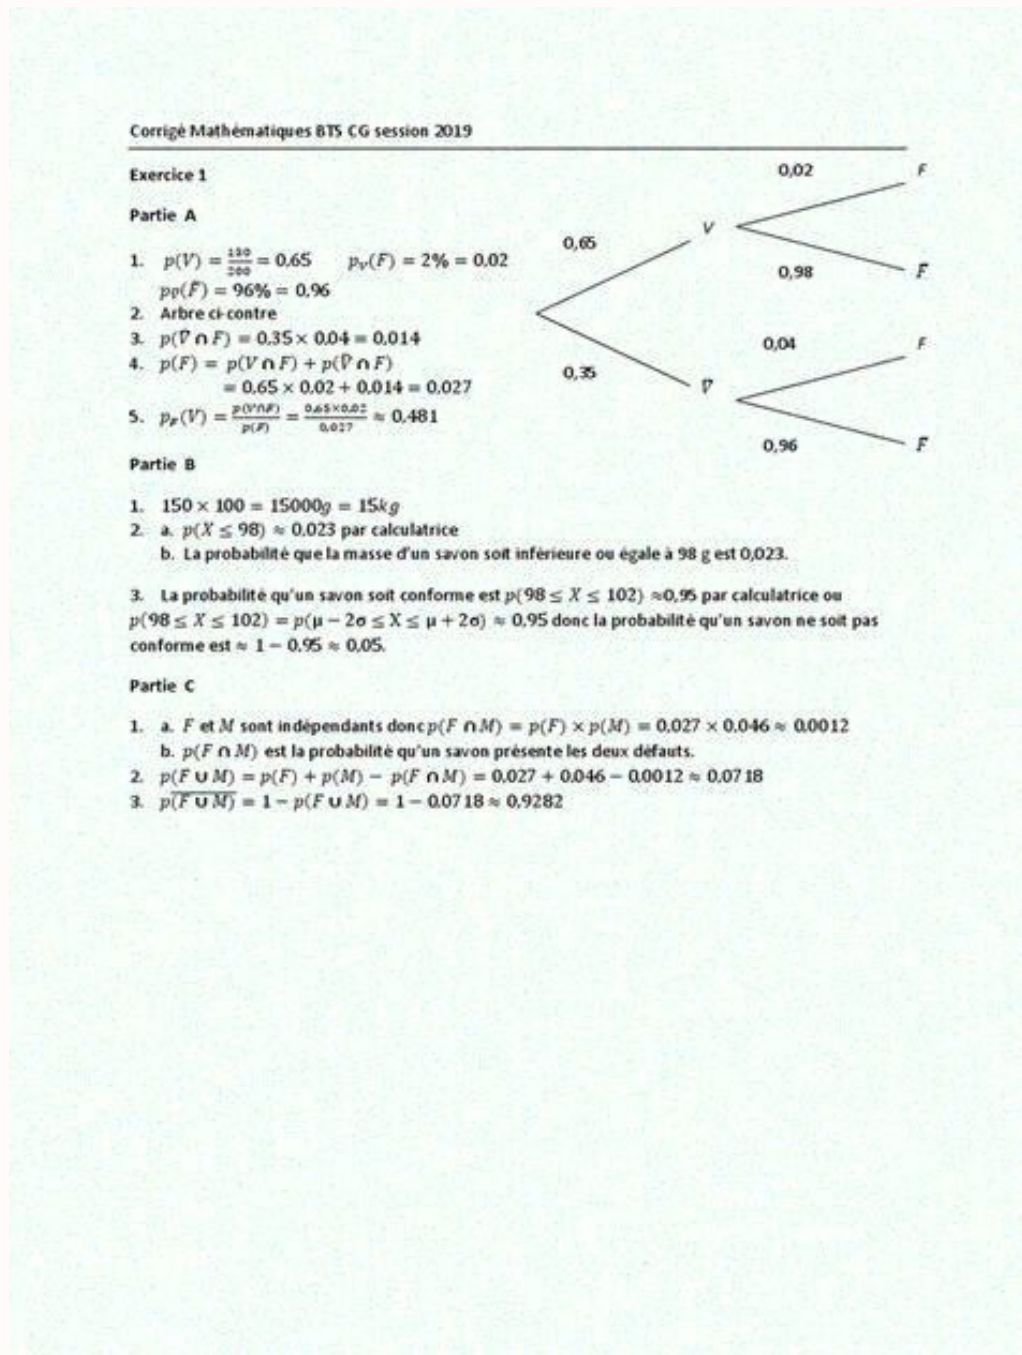 Corrigé Mathématiques BTS CG session 2019
Exercice 1
Partie A
1. p(V) = 130/200 = 0,65 p_V(F) = 2% = 0,02
p_V̅(F̅) = 96% = 0,96
2. Arbre ci-contre
3. p(V̅ ∩ F) = 0,35 × 0,04 = 0,014
4. p(F) = p(V ∩ F) + p(V̅ ∩ F)
= 0,65 × 0,02 + 0,014 = 0,027
5. p_F(V) = p(V∩F)/p(F) = 0,65×0,02/0,027 ≈ 0,481
0,65
0,35
V
V̅
0,02
F
0,98
F̅
0,04
F
0,96
F̅
Partie B
1. 150 × 100 = 15000g = 15kg
2. a. p(X ≤ 98) ≈ 0,023 par calculatrice
b. La probabilité que la masse d'un savon soit inférieure ou égale à 98 g est 0,023.
3. La probabilité qu'un savon soit conforme est p(98 ≤ X ≤ 102) ≈0,95 par calculatrice ou
p(98 ≤ X ≤ 102) = p(μ − 2σ ≤ X ≤ μ + 2σ) ≈ 0,95 donc la probabilité qu'un savon ne soit pas
conforme est ≈ 1 − 0,95 ≈ 0,05.
Partie C
1. a. F et M sont indépendants donc p(F ∩ M) = p(F) × p(M) = 0,027 × 0,046 ≈ 0,0012
b. p(F ∩ M) est la probabilité qu'un savon présente les deux défauts.
2. p(F ∪ M) = p(F) + p(M) − p(F ∩ M) = 0,027 + 0,046 − 0,0012 ≈ 0,0718
3. p(F ∪ M)̅ = 1 − p(F ∪ M) = 1 − 0,0718 ≈ 0,9282